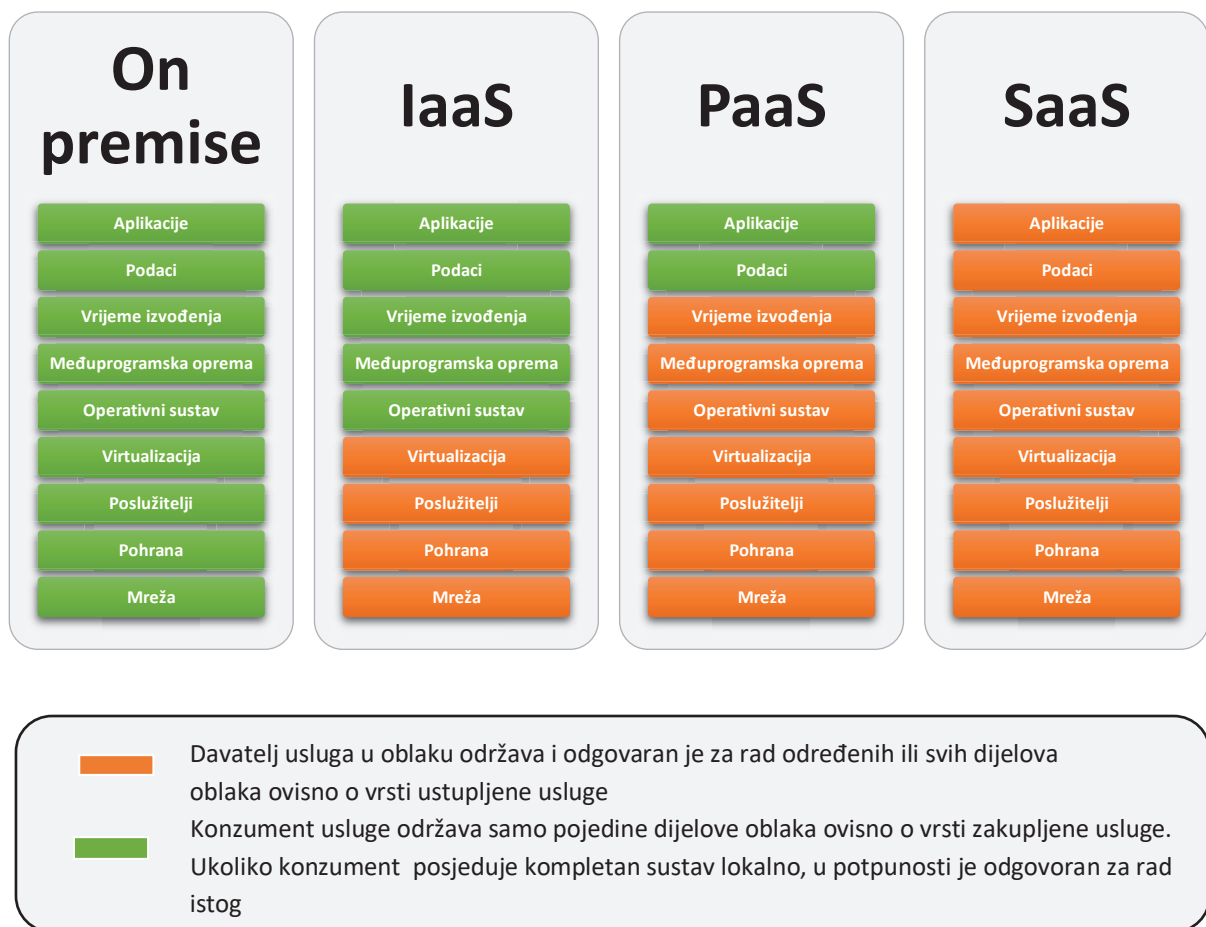 On
premise
Aplikacije
Podaci
Vrijeme izvođenja
Međuprogramska oprema
Operativni sustav
Virtualizacija
Poslužitelji
Pohrana
Mreža
IaaS
Aplikacije
Podaci
Vrijeme izvođenja
Međuprogramska oprema
Operativni sustav
Virtualizacija
Poslužitelji
Pohrana
Mreža
PaaS
Aplikacije
Podaci
Vrijeme izvođenja
Međuprogramska oprema
Operativni sustav
Virtualizacija
Poslužitelji
Pohrana
Mreža
SaaS
Aplikacije
Podaci
Vrijeme izvođenja
Međuprogramska oprema
Operativni sustav
Virtualizacija
Poslužitelji
Pohrana
Mreža
Davatelj usluga u oblaku održava i odgovaran je za rad određenih ili svih dijelova
oblaka ovisno o vrsti ustupljene usluge
Konzument usluge održava samo pojedine dijelove oblaka ovisno o vrsti zakupljene usluge.
Ukoliko konzument posjeduje kompletan sustav lokalno, u potpunosti je odgovoran za rad
istog